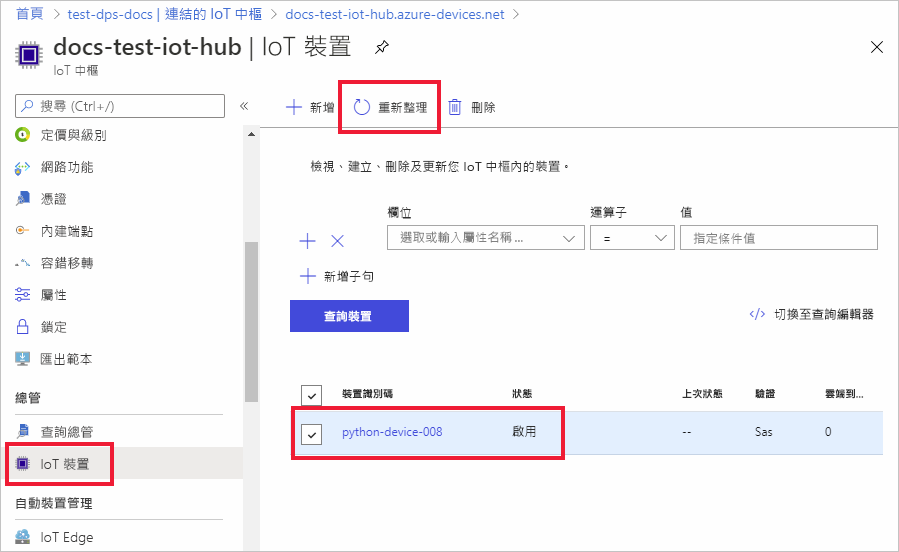 首頁 > test-dps-docs | 連結的 IoT 中樞 > docs-test-iot-hub.azure-devices.net >
docs-test-iot-hub | IoT 裝置
IoT 中樞
搜尋 (Ctrl+/)
«
定價與級別
網路功能
憑證
內建端點
容錯移轉
屬性
鎖定
匯出範本
總管
查詢總管
IoT 裝置
自動裝置管理
IoT Edge
新增 重新整理 刪除
檢視、建立、刪除及更新您 IoT 中樞內的裝置。
欄位 運算子 值
選取或輸入屬性名稱 ... = 指定條件值
新增子句
查詢裝置 </> 切換至查詢編輯器
裝置識別碼 狀態 上次狀態 驗證 雲端到...
python-device-008 啟用 -- Sas 0